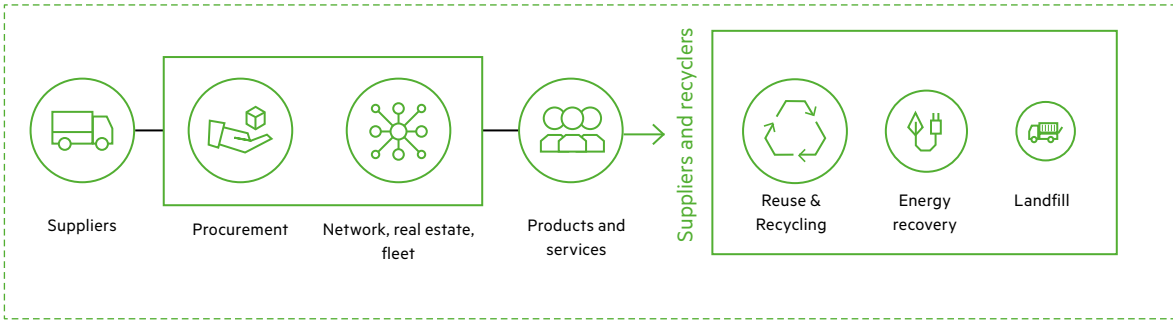 Suppliers
Procurement
Network, real estate,
fleet
Products and
services
Suppliers and recyclers
Reuse &
Recycling
Energy
recovery
Landfill